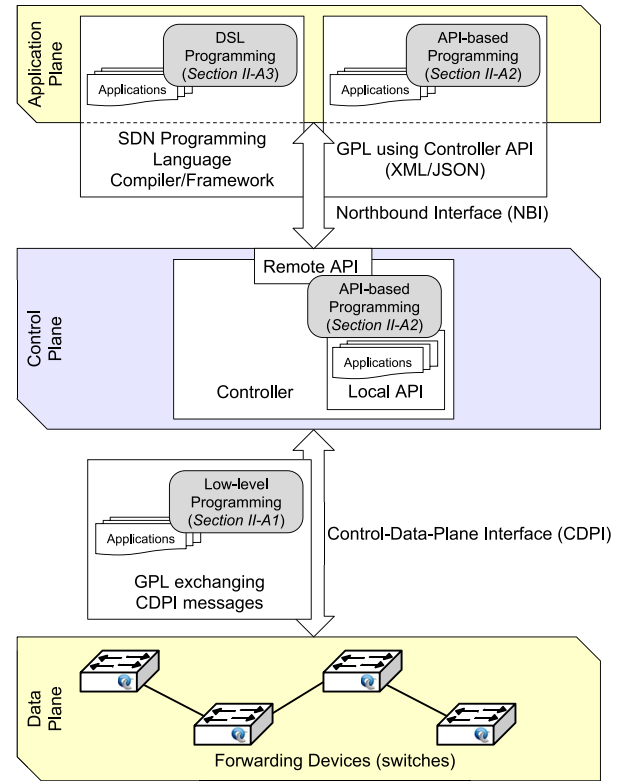 Application
Plane
DSL
Programming
(Section II-A3)
Applications
SDN Programming
Language
Compiler/Framework
API-based
Programming
(Section II-A2)
Applications
GPL using Controller API
(XML/JSON)
Northbound Interface (NBI)
Control
Plane
Remote API
API-based
Programming
(Section II-A2)
Applications
Controller
Local API
Low-level
Programming
(Section II-A1)
Applications
GPL exchanging
CDPI messages
Control-Data-Plane Interface (CDPI)
Data
Plane
Forwarding Devices (switches)